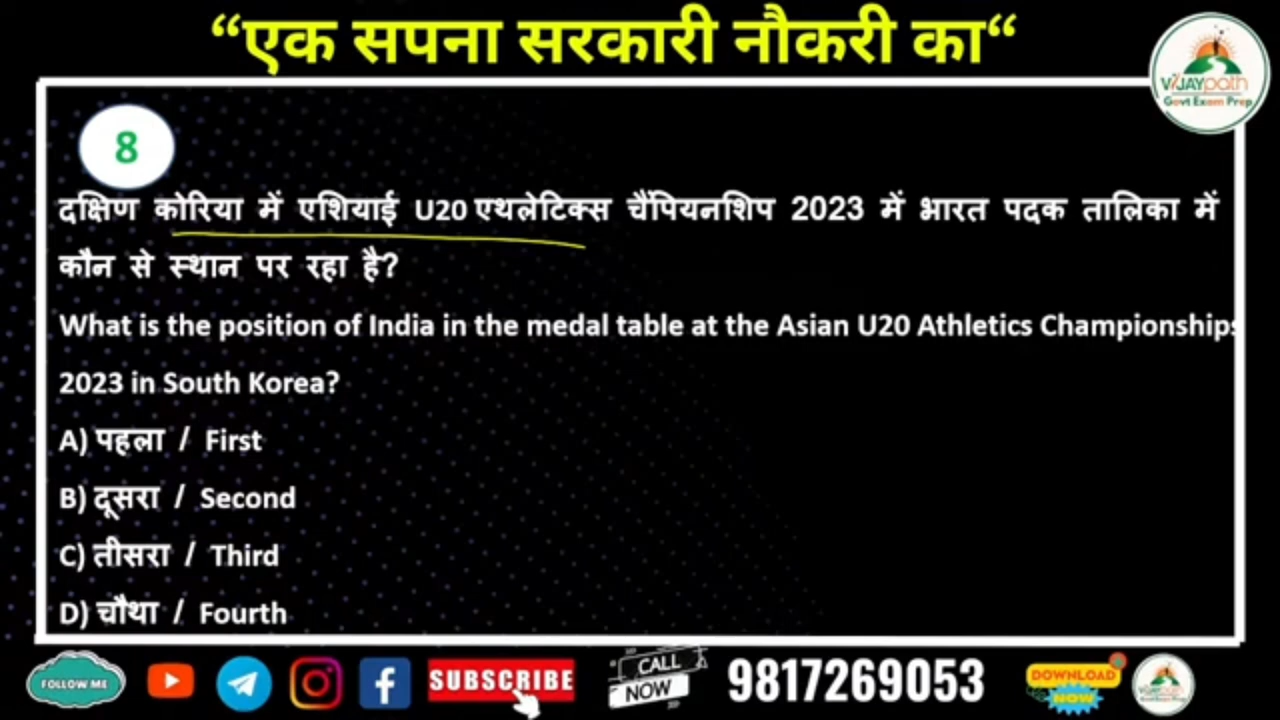 “एक सपना सरकारी नौकरी का“
VIJAYpath
Govt Exam Prep
8
दक्षिण कोरिया में एशियाई U20 एथलेटिक्स चैंपियनशिप 2023 में भारत पदक तालिका में
कौन से स्थान पर रहा है?
What is the position of India in the medal table at the Asian U20 Athletics Championships
2023 in South Korea?
A) पहला / First
B) दूसरा / Second
C) तीसरा / Third
D) चौथा / Fourth
FOLLOW ME
SUBSCRIBE
CALL
NOW
9817269053
DOWNLOAD
NOW
VIJAYpath